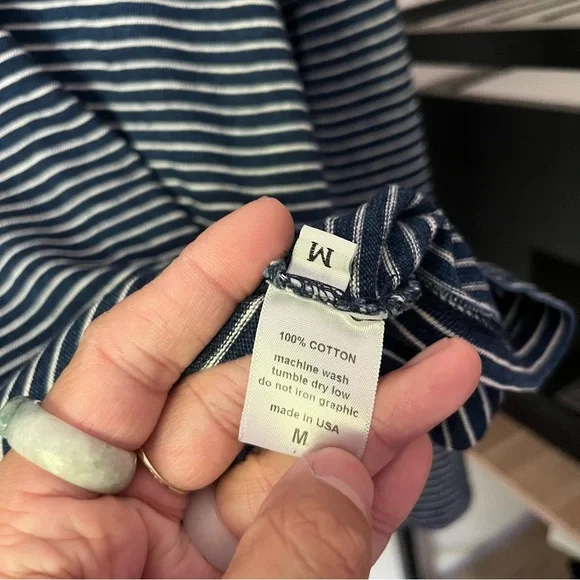 M
100% COTTON
machine wash
tumble dry low
do not iron graphic
made in USA
M